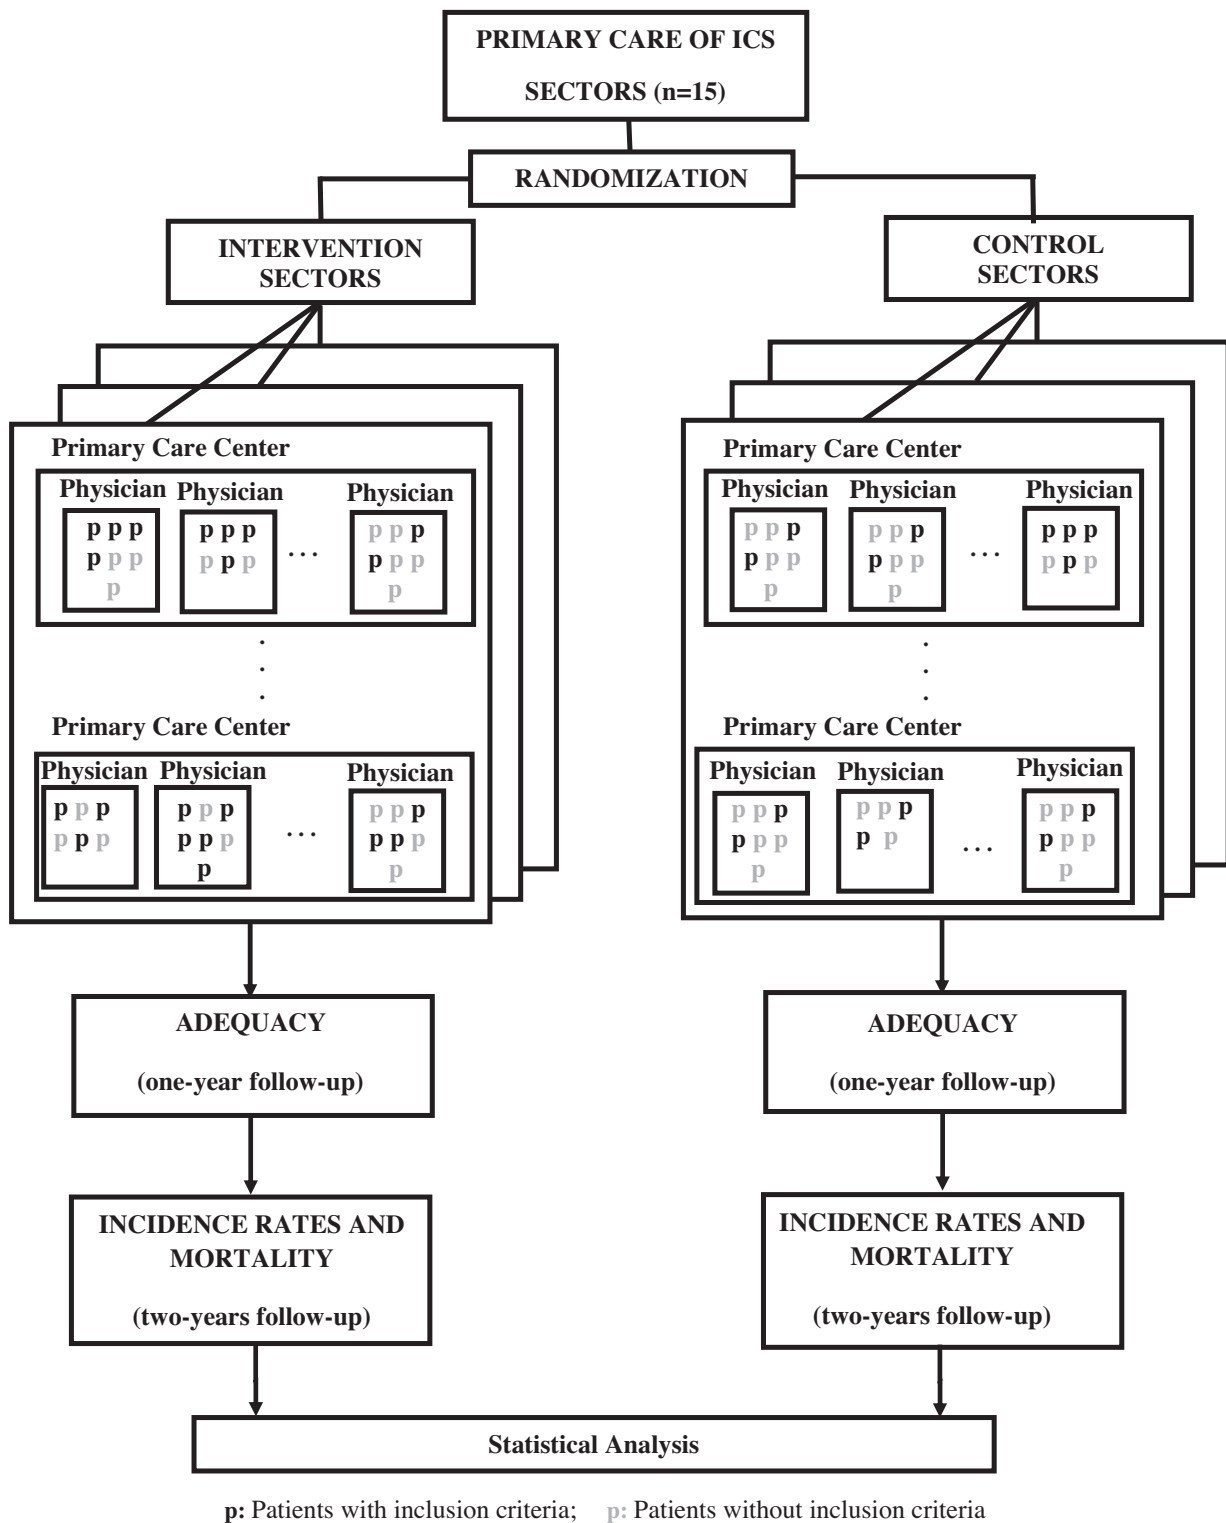 PRIMARY CARE OF ICS
SECTORS (n=15)
RANDOMIZATION
INTERVENTION
SECTORS
CONTROL
SECTORS
Primary Care Center
Physician Physician Physician
p p p p p p p p p
p p p p p p ... p p p
p p
Primary Care Center
Physician Physician Physician
p p p p p p p p p
p p p p p p ... p p p
p p
.
.
.
.
.
.
Primary Care Center
Physician Physician Physician
p p p p p p p p p
p p p p p p ... p p p
p p
Primary Care Center
Physician Physician Physician
p p p p p p p p p
p p p p p ... p p p
p p
ADEQUACY
(one-year follow-up)
ADEQUACY
(one-year follow-up)
INCIDENCE RATES AND
MORTALITY
(two-years follow-up)
INCIDENCE RATES AND
MORTALITY
(two-years follow-up)
Statistical Analysis
p: Patients with inclusion criteria; p: Patients without inclusion criteria